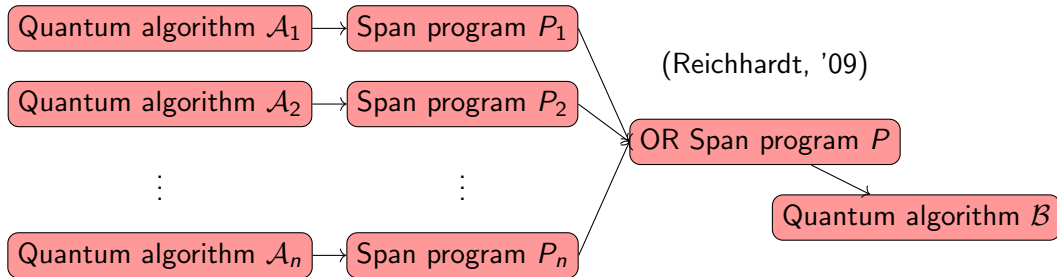 Quantum algorithm 𝒜₁ Span program P₁
(Reichhardt, '09)
Quantum algorithm 𝒜₂ Span program P₂
OR Span program P
⋮ ⋮
Quantum algorithm ℬ
Quantum algorithm 𝒜ₙ Span program Pₙ